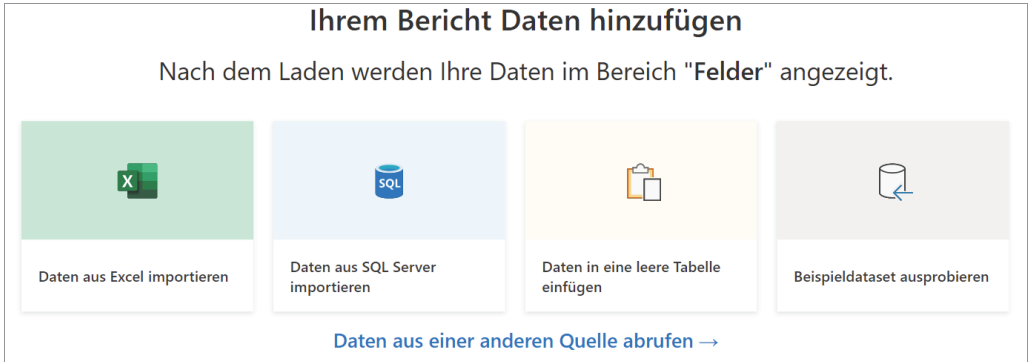 Ihrem Bericht Daten hinzufügen
Nach dem Laden werden Ihre Daten im Bereich "Felder" angezeigt.
X
SQL
Daten aus Excel importieren
Daten aus SQL Server
importieren
Daten in eine leere Tabelle
einfügen
Beispieldataset ausprobieren
Daten aus einer anderen Quelle abrufen →